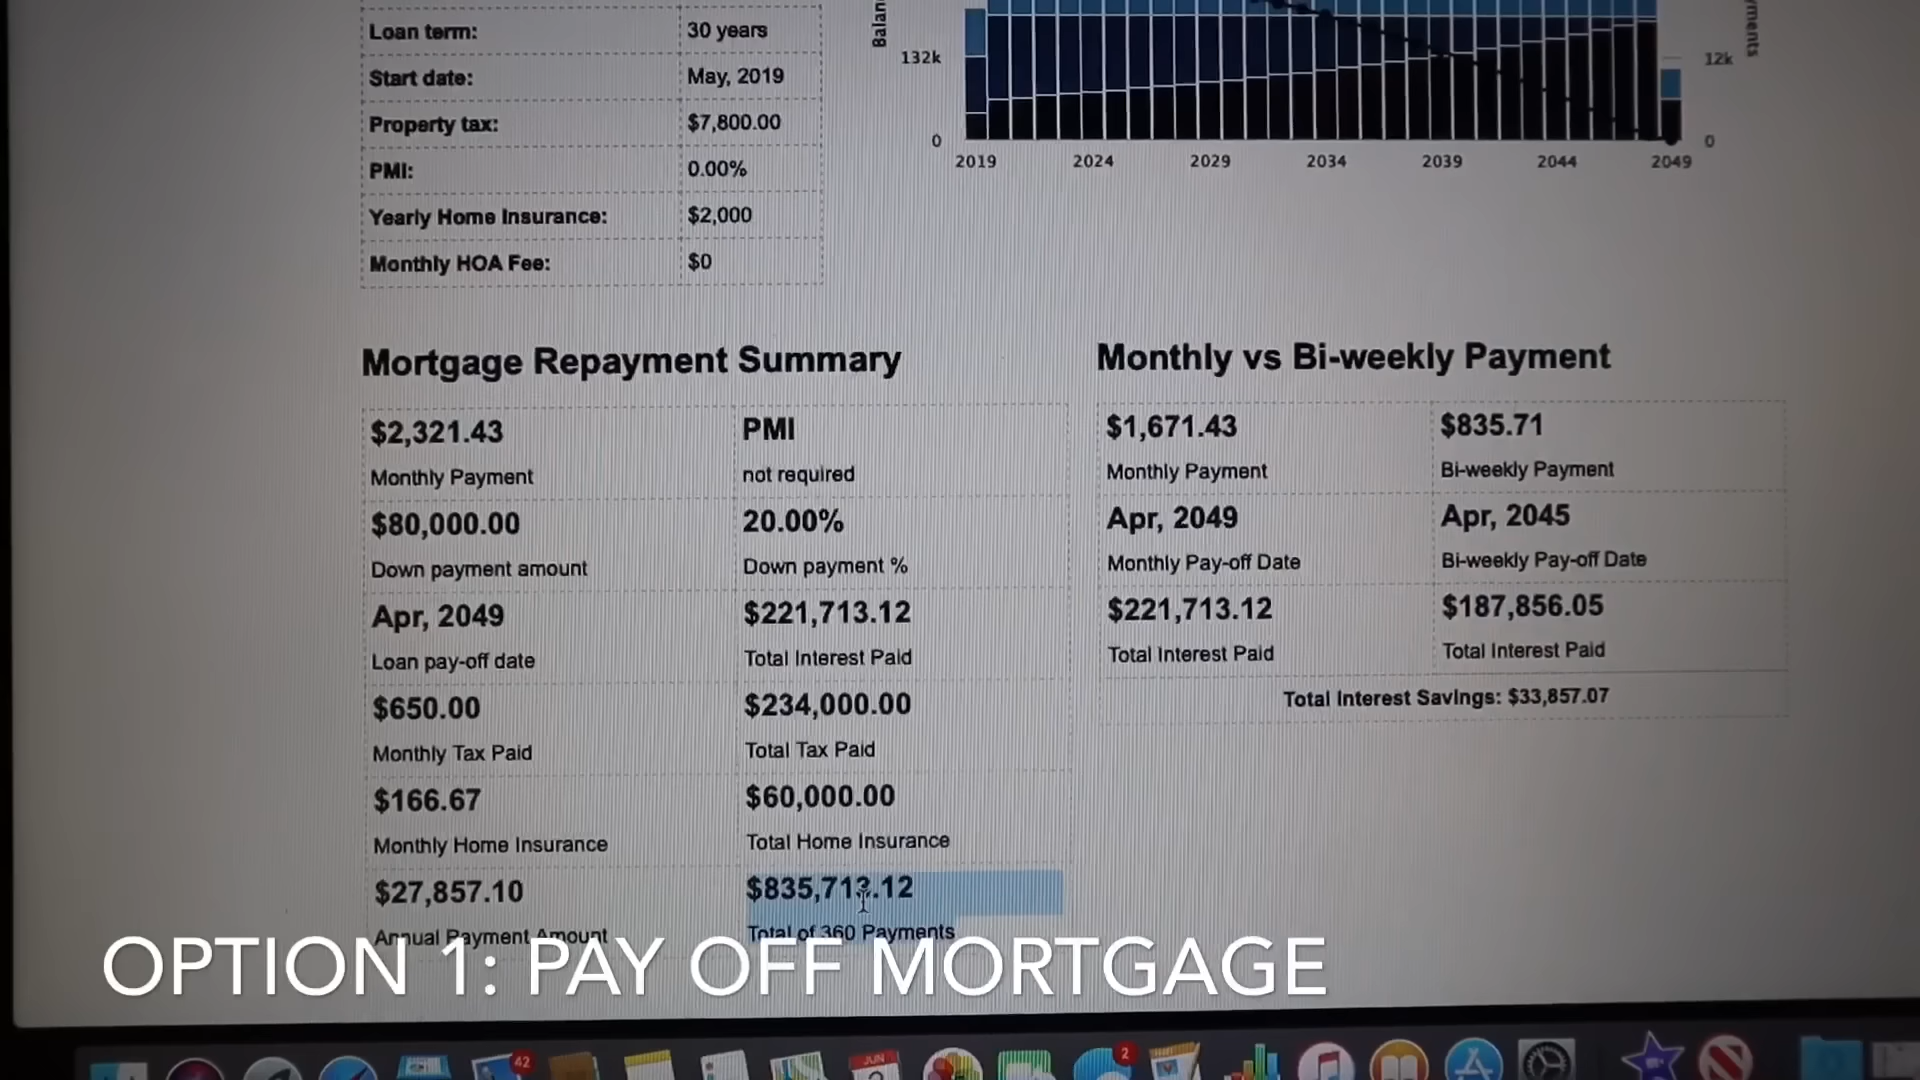 Loan term: 30 years
Start date: May, 2019
Property tax: $7,800.00
PMI: 0.00%
Yearly Home Insurance: $2,000
Monthly HOA Fee: $0
132k
0
12k
0
2019 2024 2029 2034 2039 2044 2049
Mortgage Repayment Summary
$2,321.43 PMI
Monthly Payment not required
$80,000.00 20.00%
Down payment amount Down payment %
Apr, 2049 $221,713.12
Loan pay-off date Total Interest Paid
$650.00 $234,000.00
Monthly Tax Paid Total Tax Paid
$166.67 $60,000.00
Monthly Home Insurance Total Home Insurance
$27,857.10 $835,713.12
Annual Payment Amount Total of 360 Payments
Monthly vs Bi-weekly Payment
$1,671.43 $835.71
Monthly Payment Bi-weekly Payment
Apr, 2049 Apr, 2045
Monthly Pay-off Date Bi-weekly Pay-off Date
$221,713.12 $187,856.05
Total Interest Paid Total Interest Paid
Total Interest Savings: $33,857.07
OPTION 1: PAY OFF MORTGAGE
42
JUN
2